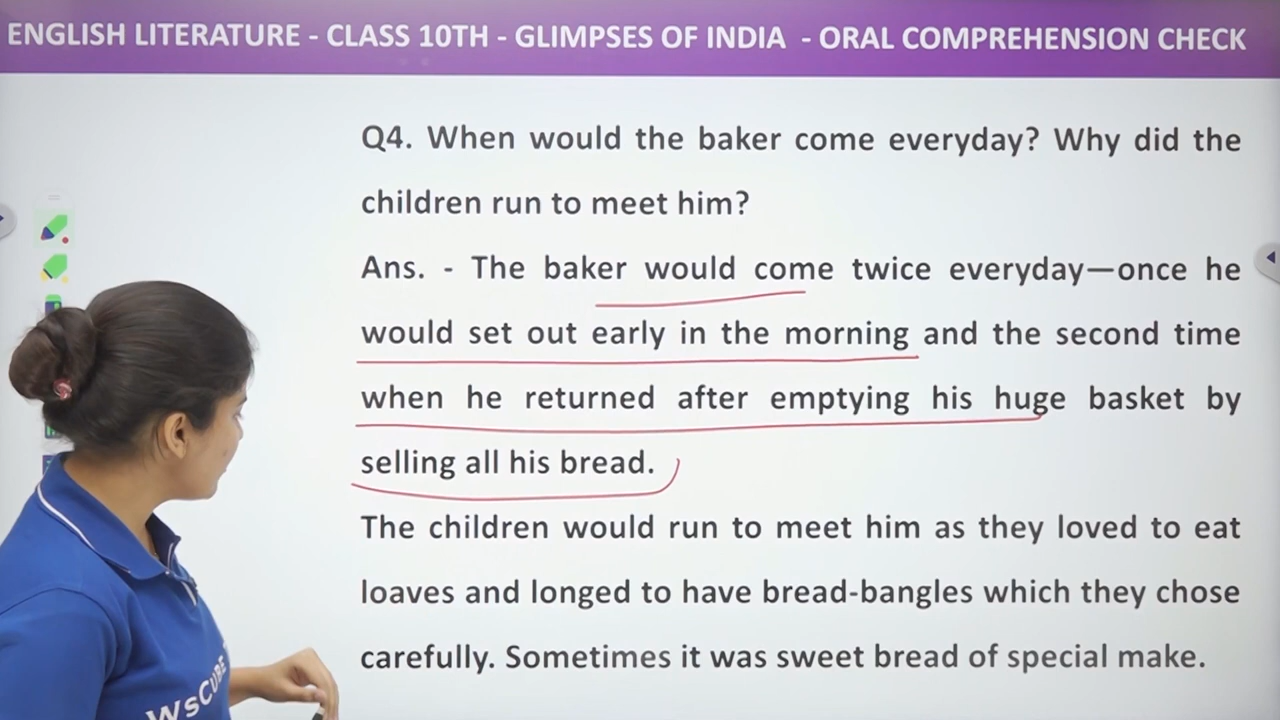 ENGLISH LITERATURE - CLASS 10TH - GLIMPSES OF INDIA - ORAL COMPREHENSION CHECK
Q4. When would the baker come everyday? Why did the
children run to meet him?
Ans. - The baker would come twice everyday—once he
would set out early in the morning and the second time
when he returned after emptying his huge basket by
selling all his bread.
The children would run to meet him as they loved to eat
loaves and longed to have bread-bangles which they chose
carefully. Sometimes it was sweet bread of special make.
WSCUBE